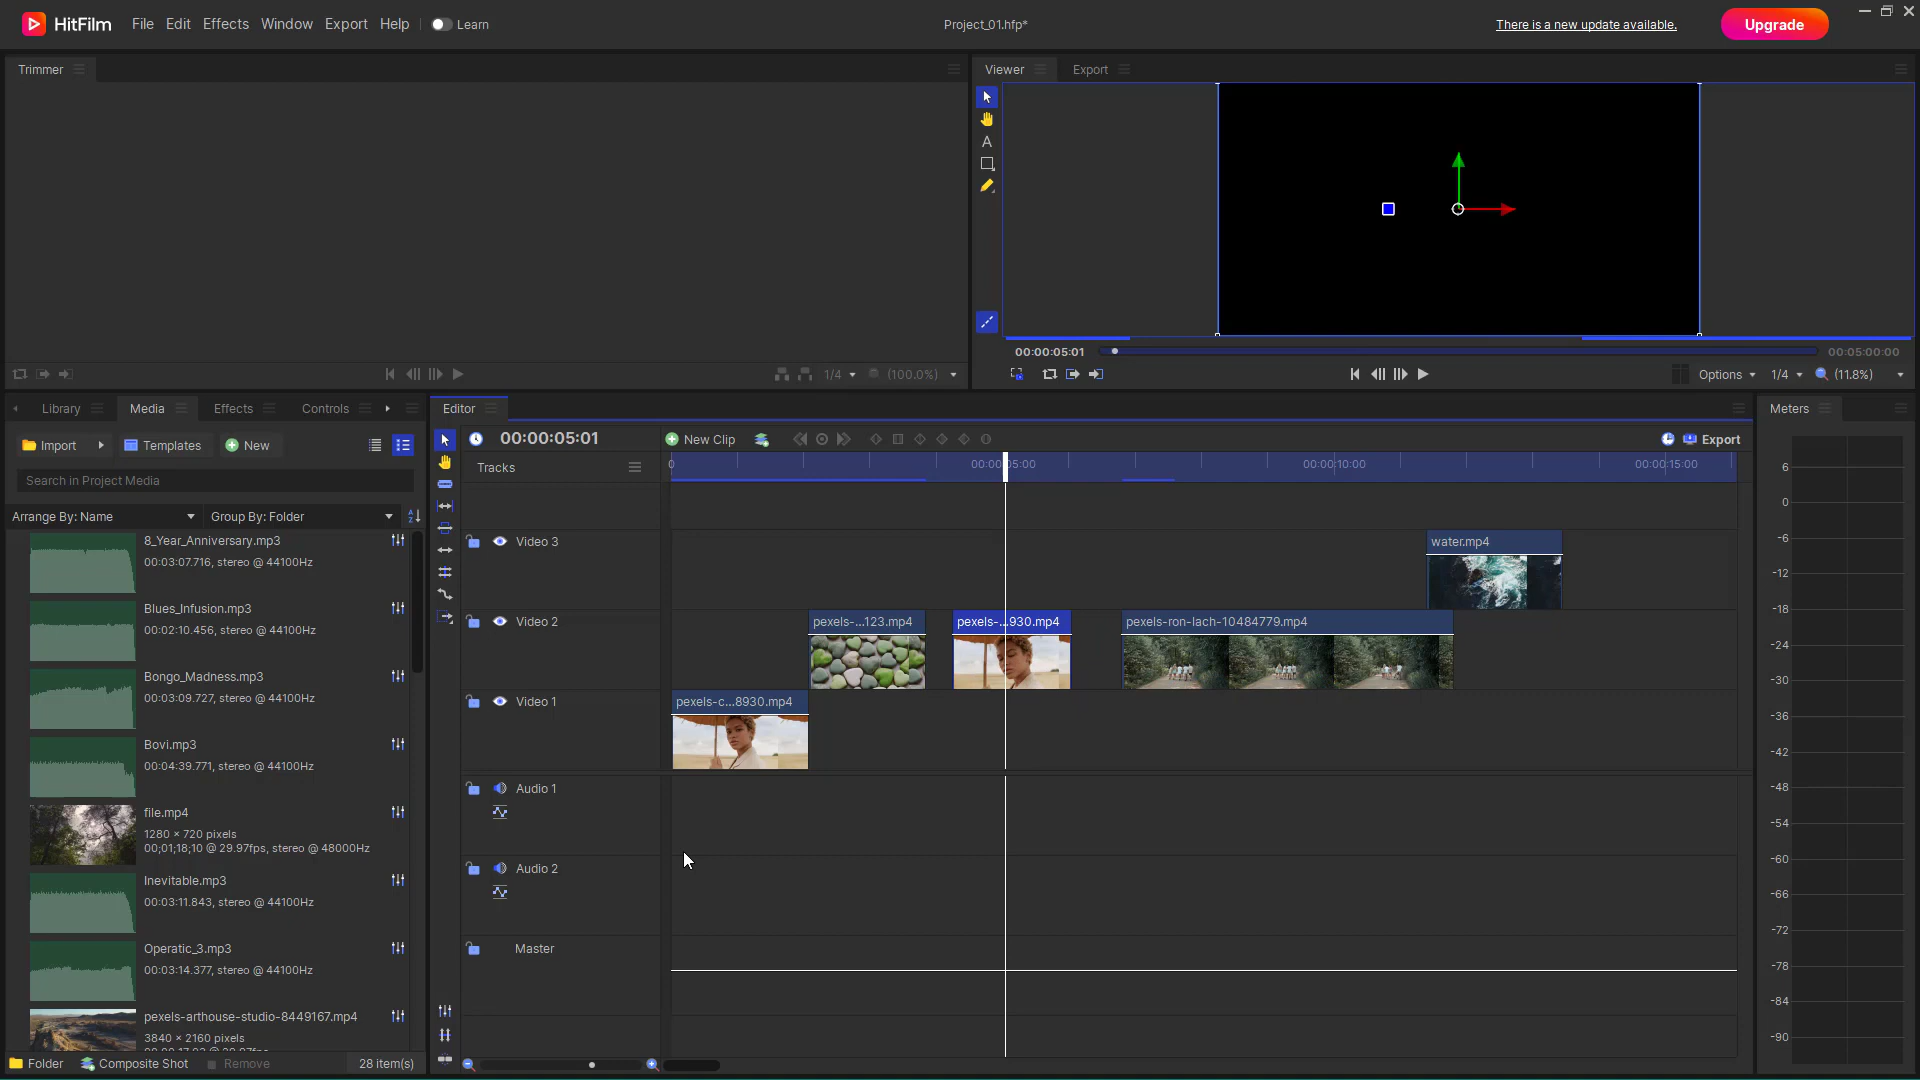 HitFilm File Edit Effects Window Export Help Learn Project_01.hfp* There is a new update available. Upgrade
Trimmer
Viewer Export
A
00:00:05:01 00:05:00:00
1/4 (100.0%)
Options 1/4 (11.8%)
Library Media Effects Controls
Import Templates New
Search in Project Media
Arrange By: Name Group By: Folder
8_Year_Anniversary.mp3
00:03:07.716, stereo @ 44100Hz
Blues_Infusion.mp3
00:02:10.456, stereo @ 44100Hz
Bongo_Madness.mp3
00:03:09.727, stereo @ 44100Hz
Bovi.mp3
00:04:39.771, stereo @ 44100Hz
file.mp4
1280 × 720 pixels
00;01;18;10 @ 29.97fps, stereo @ 48000Hz
Inevitable.mp3
00:03:11.843, stereo @ 44100Hz
Operatic_3.mp3
00:03:14.377, stereo @ 44100Hz
pexels-arthouse-studio-8449167.mp4
3840 × 2160 pixels
Folder Composite Shot Remove 28 item(s)
Editor
00:00:05:01 New Clip Export
Tracks 0 00:00:05:00 00:00:10:00 00:00:15:00
Video 3 water.mp4
Video 2 pexels-...123.mp4 pexels-...930.mp4 pexels-ron-lach-10484779.mp4
Video 1 pexels-c...8930.mp4
Audio 1
Audio 2
Master
Meters
6
0
-6
-12
-18
-24
-30
-36
-42
-48
-54
-60
-66
-72
-78
-84
-90